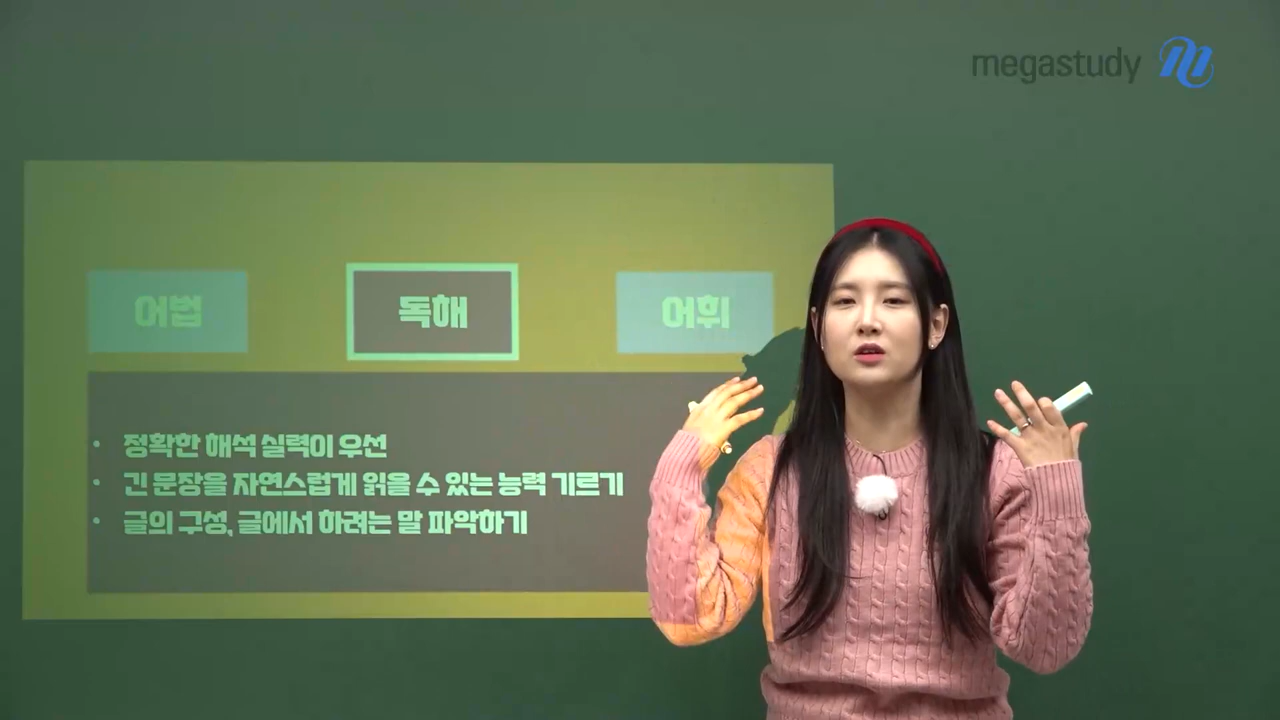 megastudy
어법
독해
어휘
• 정확한 해석 실력이 우선
• 긴 문장을 자연스럽게 읽을 수 있는 능력 기르기
• 글의 구성, 글에서 하려는 말 파악하기